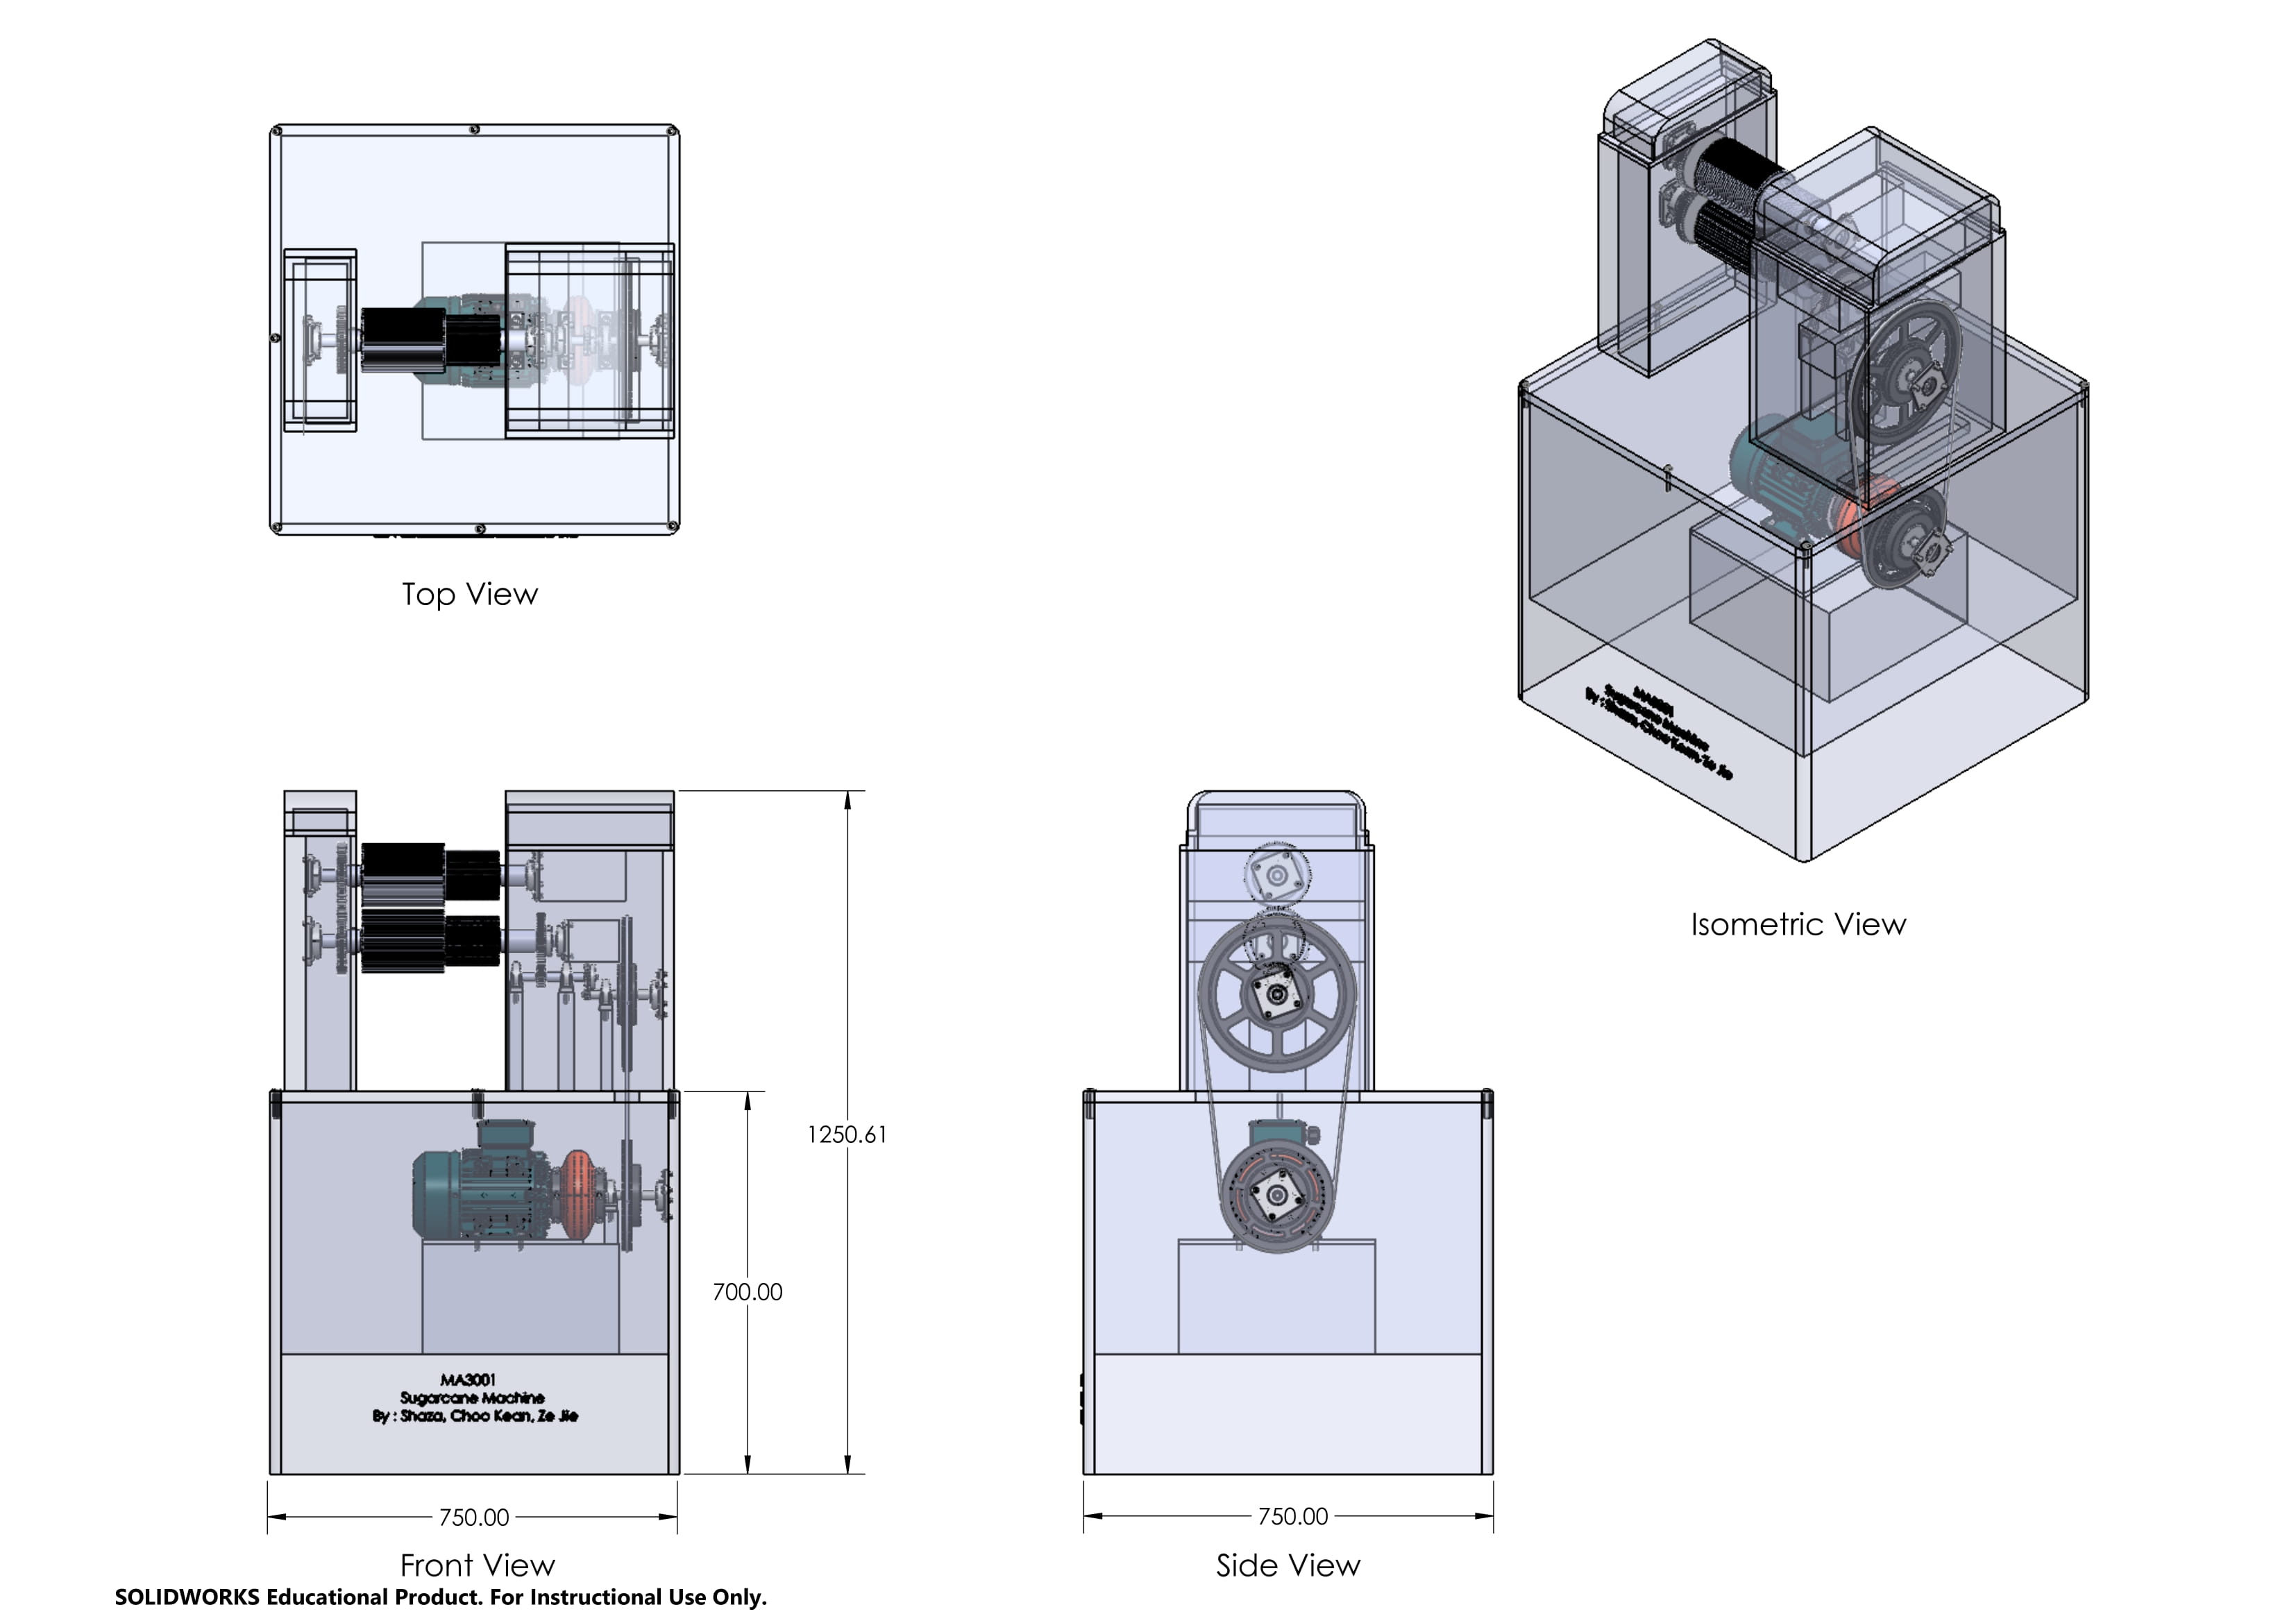 Top View
Isometric View
MA3001
Sugarcane Machine
By : Shaza, Choo Kean, Ze Jie
MA3001
Sugarcane Machine
By : Shaza, Choo Kean, Ze Jie
1250.61
700.00
750.00
750.00
Front View
Side View
SOLIDWORKS Educational Product. For Instructional Use Only.